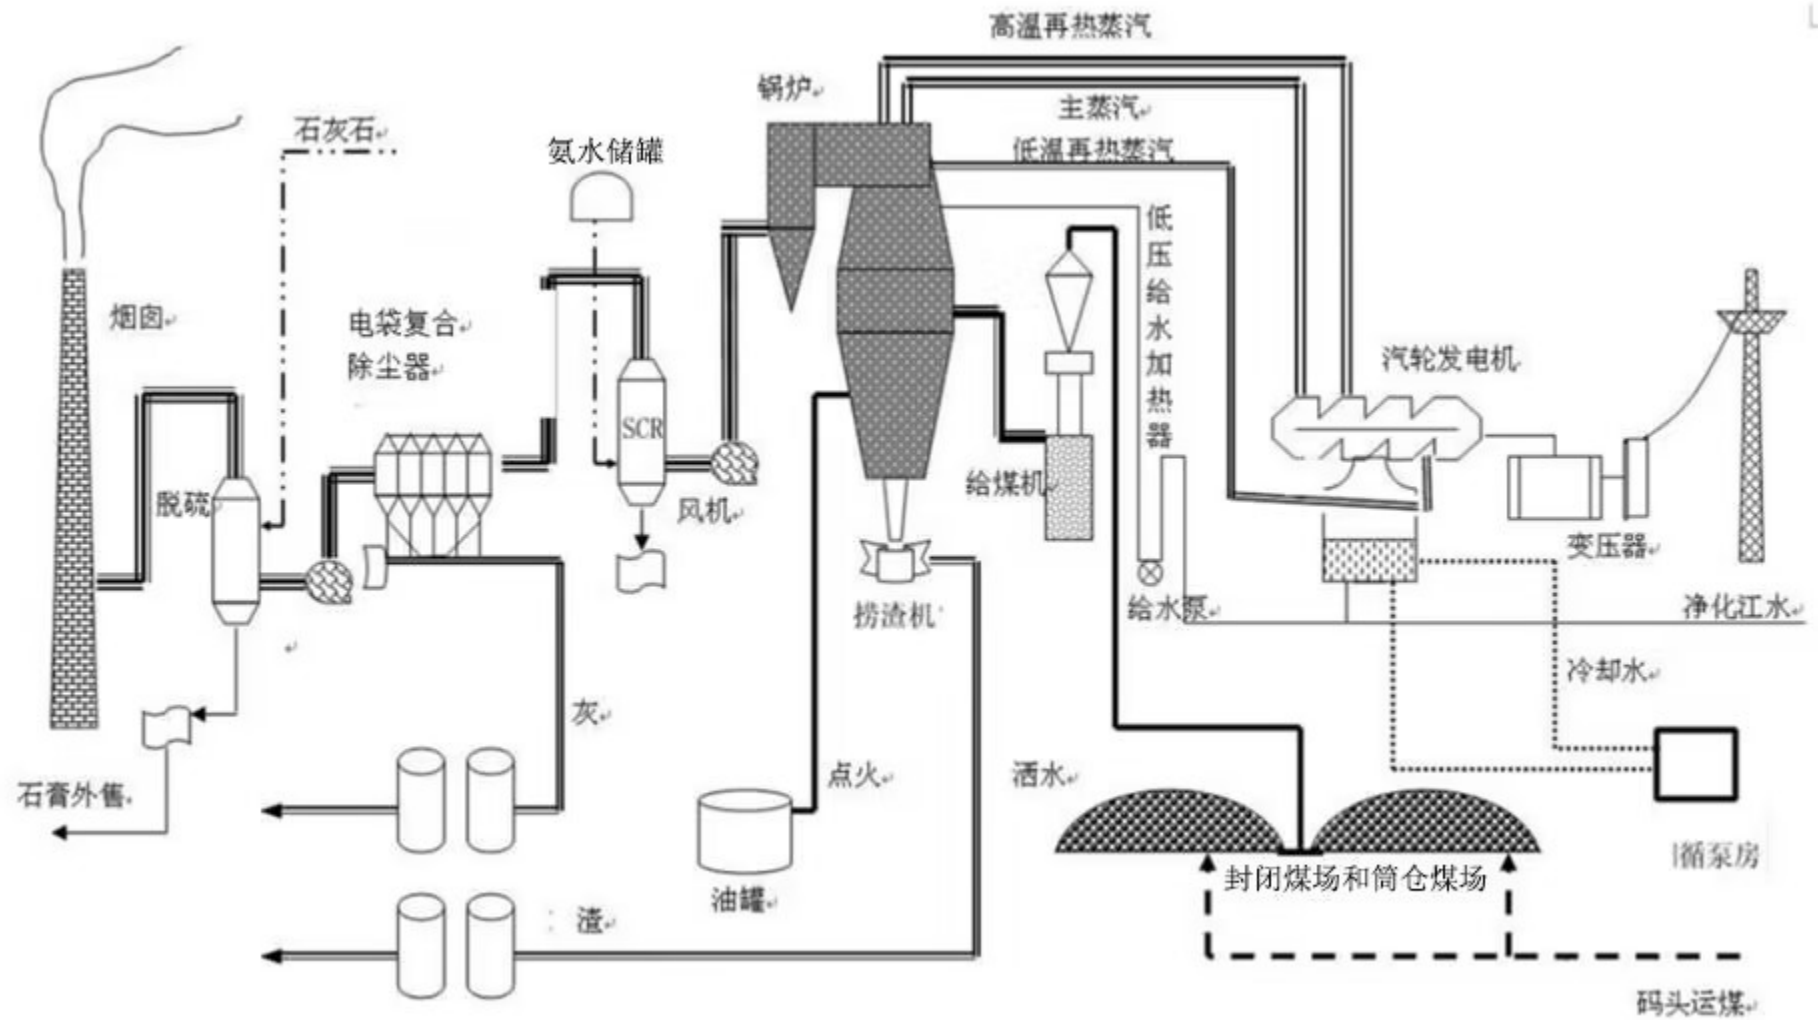 高温再热蒸汽
锅炉
主蒸汽
石灰石
氨水储罐
低温再热蒸汽
低压给水加热器
烟囱
电袋复合
除尘器
汽轮发电机
SCR
脱硫
风机
给煤机
变压器
捞渣机
给水泵
净化江水
冷却水
灰
点火
洒水
石膏外售
循泵房
封闭煤场和筒仓煤场
油罐
渣
码头运煤